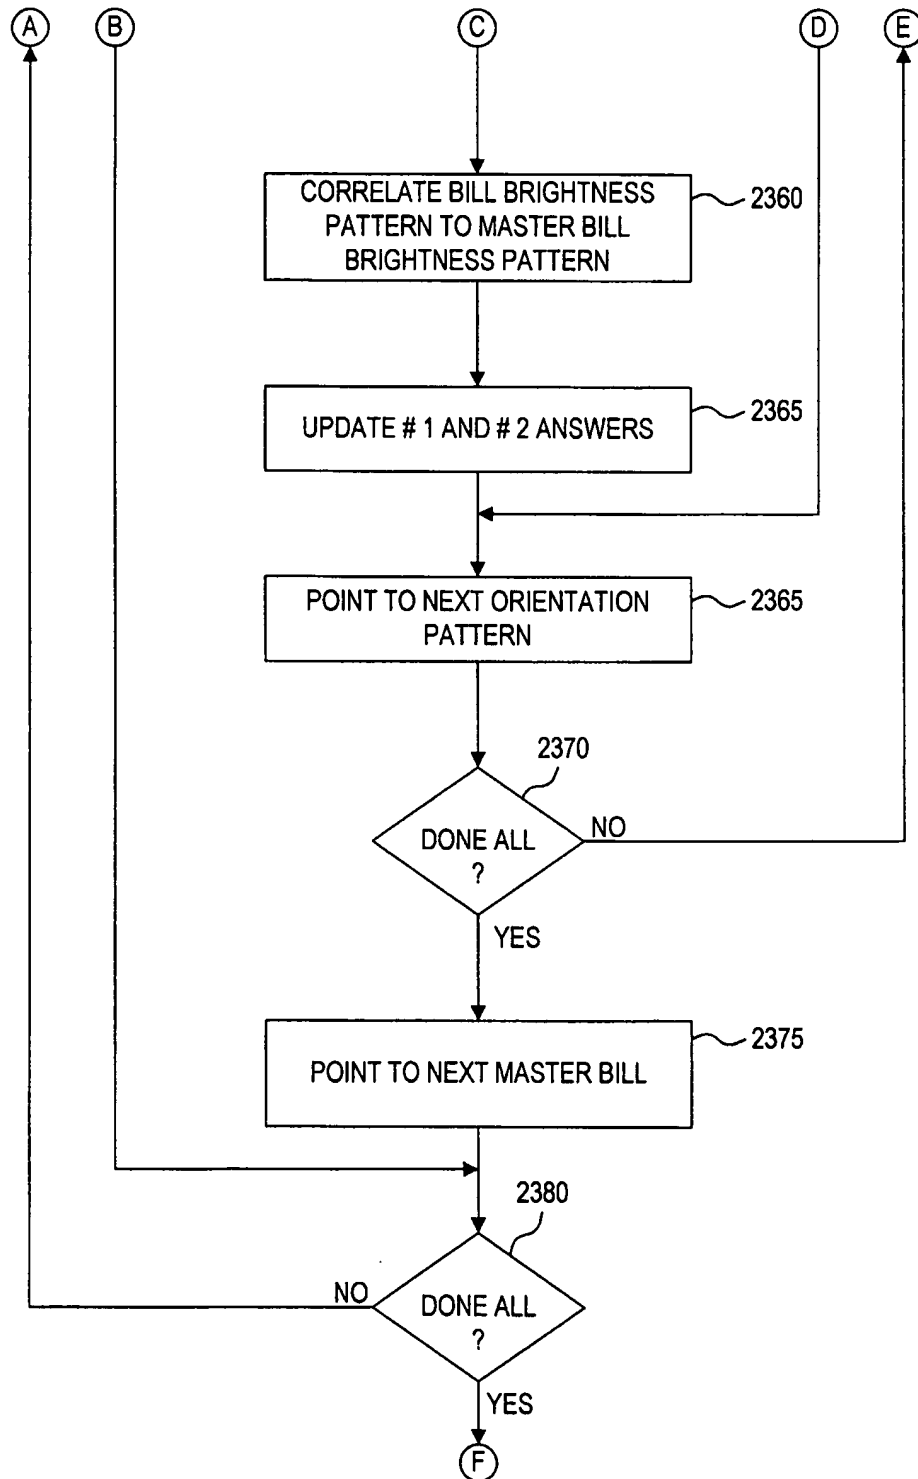 A B C D E
CORRELATE BILL BRIGHTNESS
PATTERN TO MASTER BILL
BRIGHTNESS PATTERN
2360
UPDATE # 1 AND # 2 ANSWERS
2365
POINT TO NEXT ORIENTATION
PATTERN
2365
2370
DONE ALL
?
NO
YES
POINT TO NEXT MASTER BILL
2375
2380
NO
DONE ALL
?
YES
F